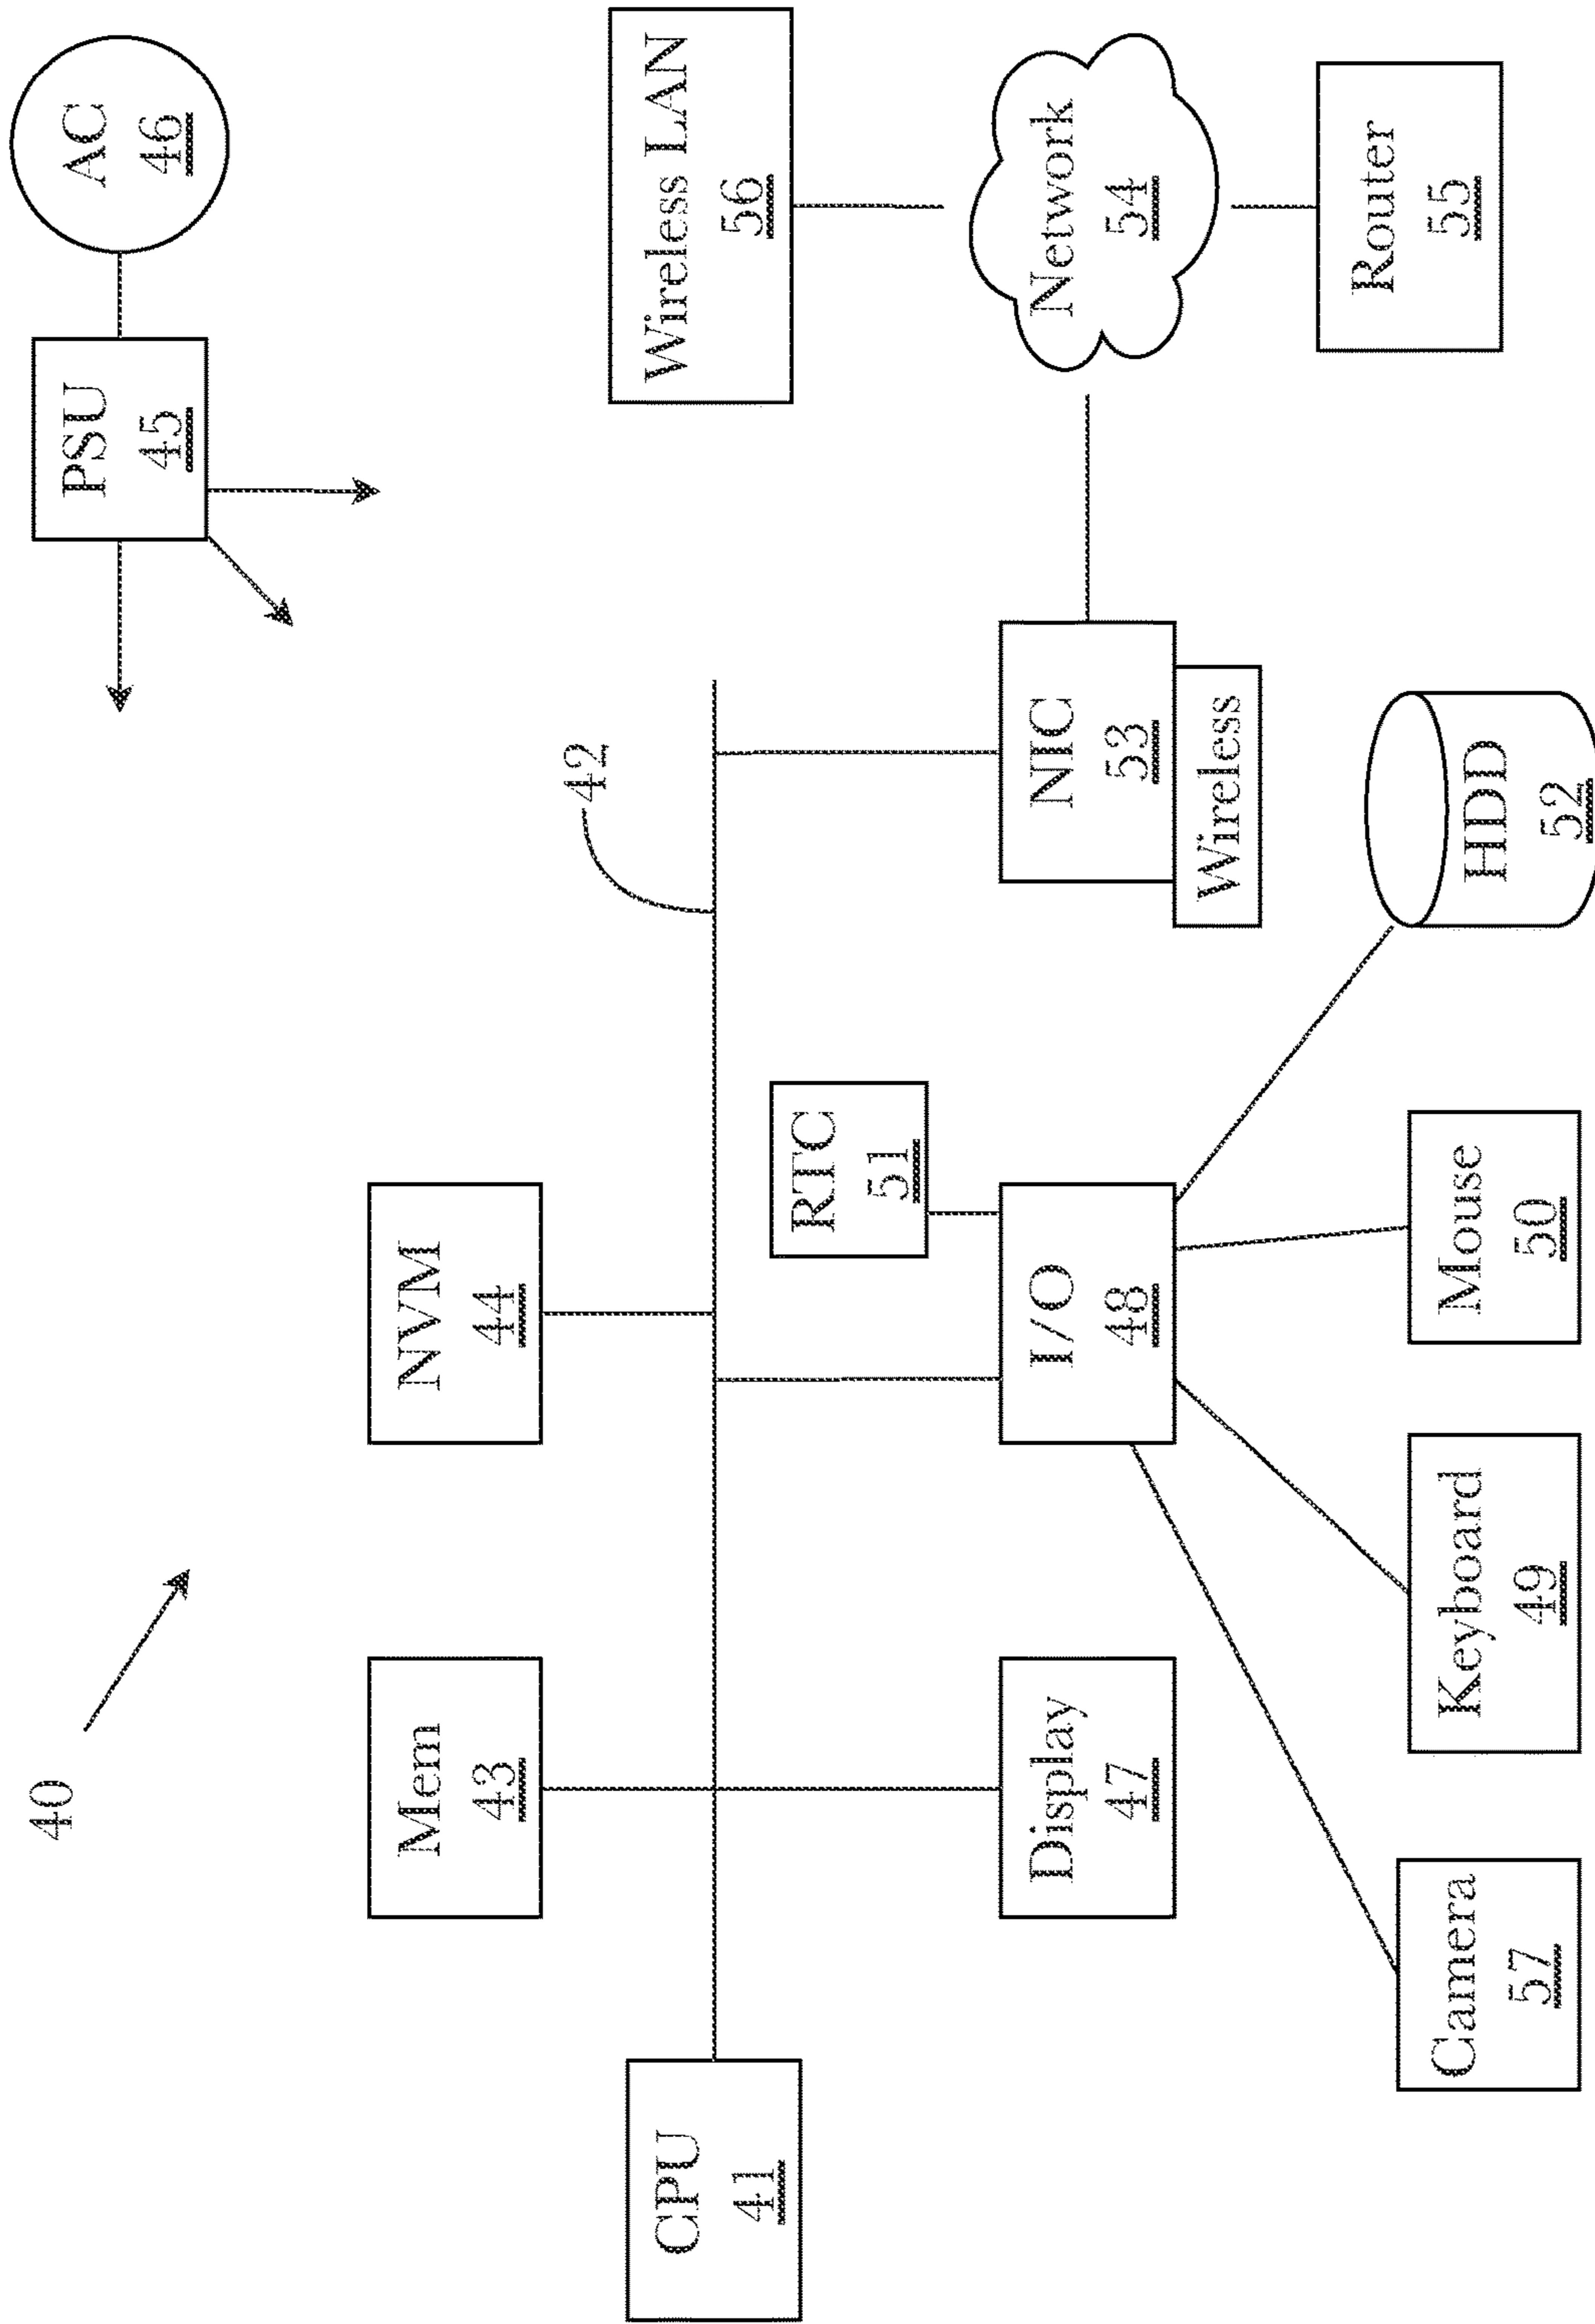 40
PSU
45
AC
46
Mem
43
NVM
44
42
Wireless LAN
56
CPU
41
RTC
51
Display
47
I/O
48
NIC
53
Wireless
Network
54
Camera
57
Keyboard
49
Mouse
50
HDD
52
Router
55